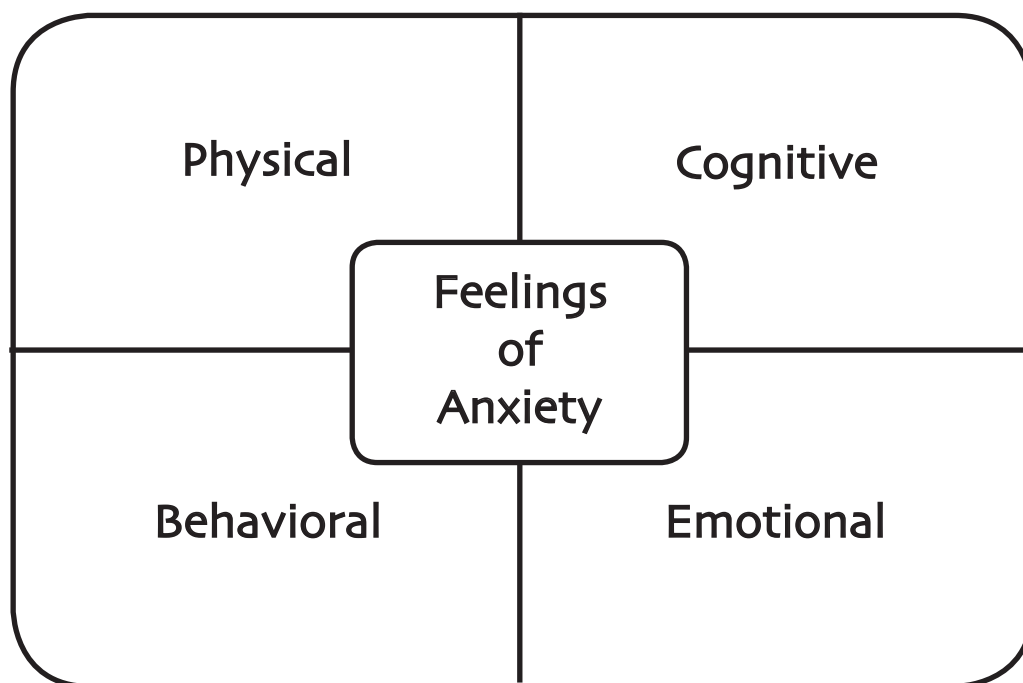 Physical
Cognitive
Feelings
of
Anxiety
Behavioral
Emotional